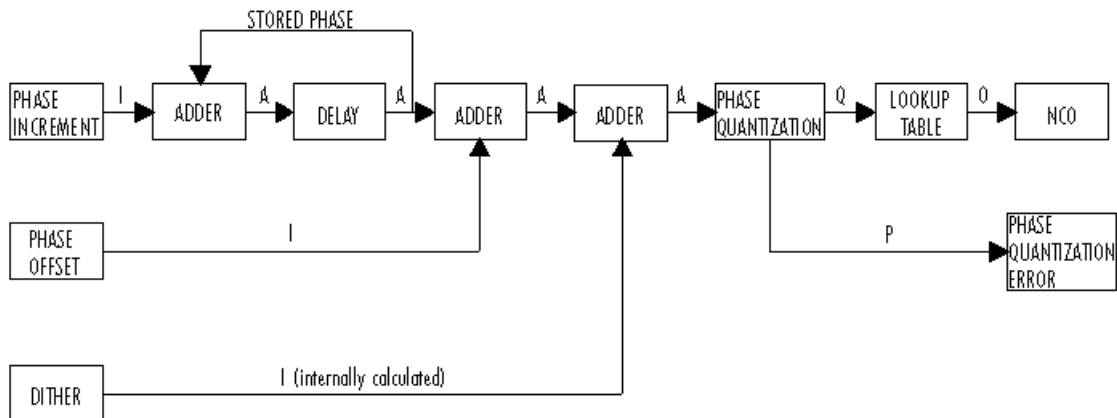 STORED PHASE
PHASE
INCREMENT
I
ADDER
A
DELAY
A
ADDER
A
ADDER
A
PHASE
QUANTIZATION
Q
LOOKUP
TABLE
O
NCO
PHASE
OFFSET
I
P
PHASE
QUANTIZATION
ERROR
DITHER
I (internally calculated)